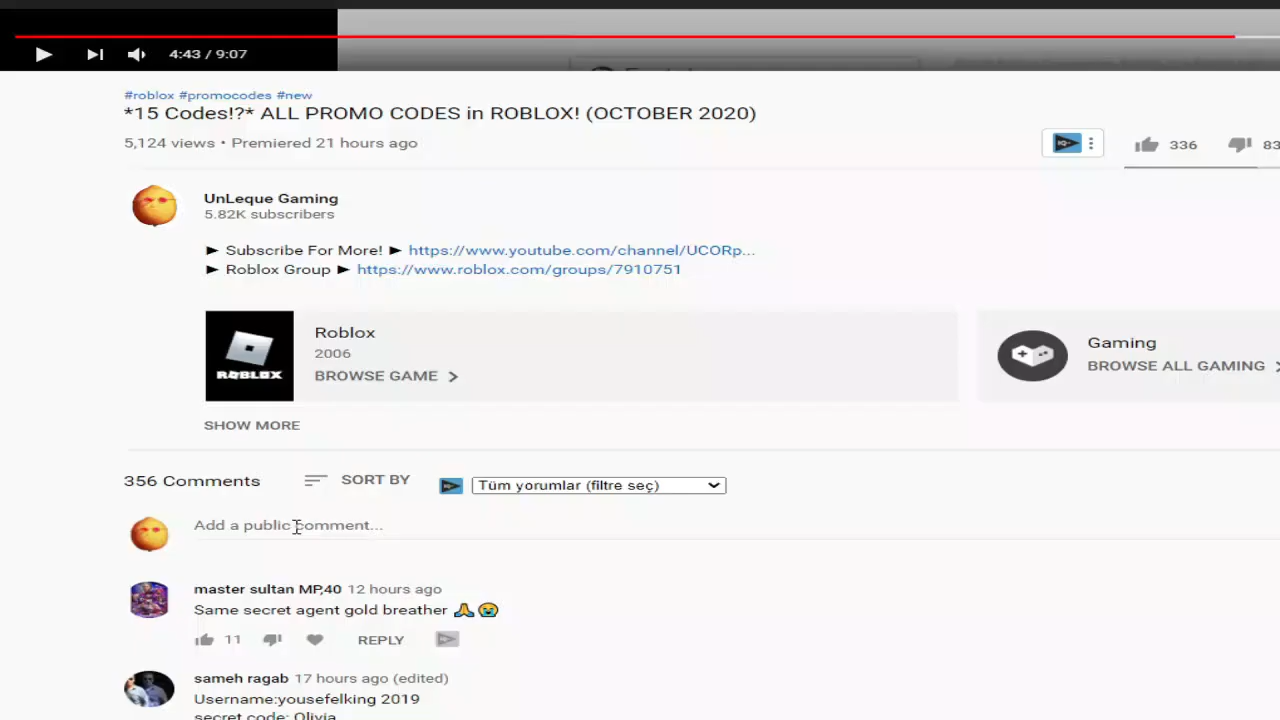 4:43 / 9:07
#roblox #promocodes #new
*15 Codes!?* ALL PROMO CODES in ROBLOX! (OCTOBER 2020)
5,124 views • Premiered 21 hours ago
336
83
UnLeque Gaming
5.82K subscribers
► Subscribe For More! ► https://www.youtube.com/channel/UCORp...
► Roblox Group ► https://www.roblox.com/groups/7910751
ROBLOX
Roblox
2006
BROWSE GAME
Gaming
BROWSE ALL GAMING
SHOW MORE
356 Comments
SORT BY
Tüm yorumlar (filtre seç)
Add a public comment...
master sultan MP,40 12 hours ago
Same secret agent gold breather 🙏😭
11
REPLY
sameh ragab 17 hours ago (edited)
Username:yousefelking 2019
secret code: Olivia